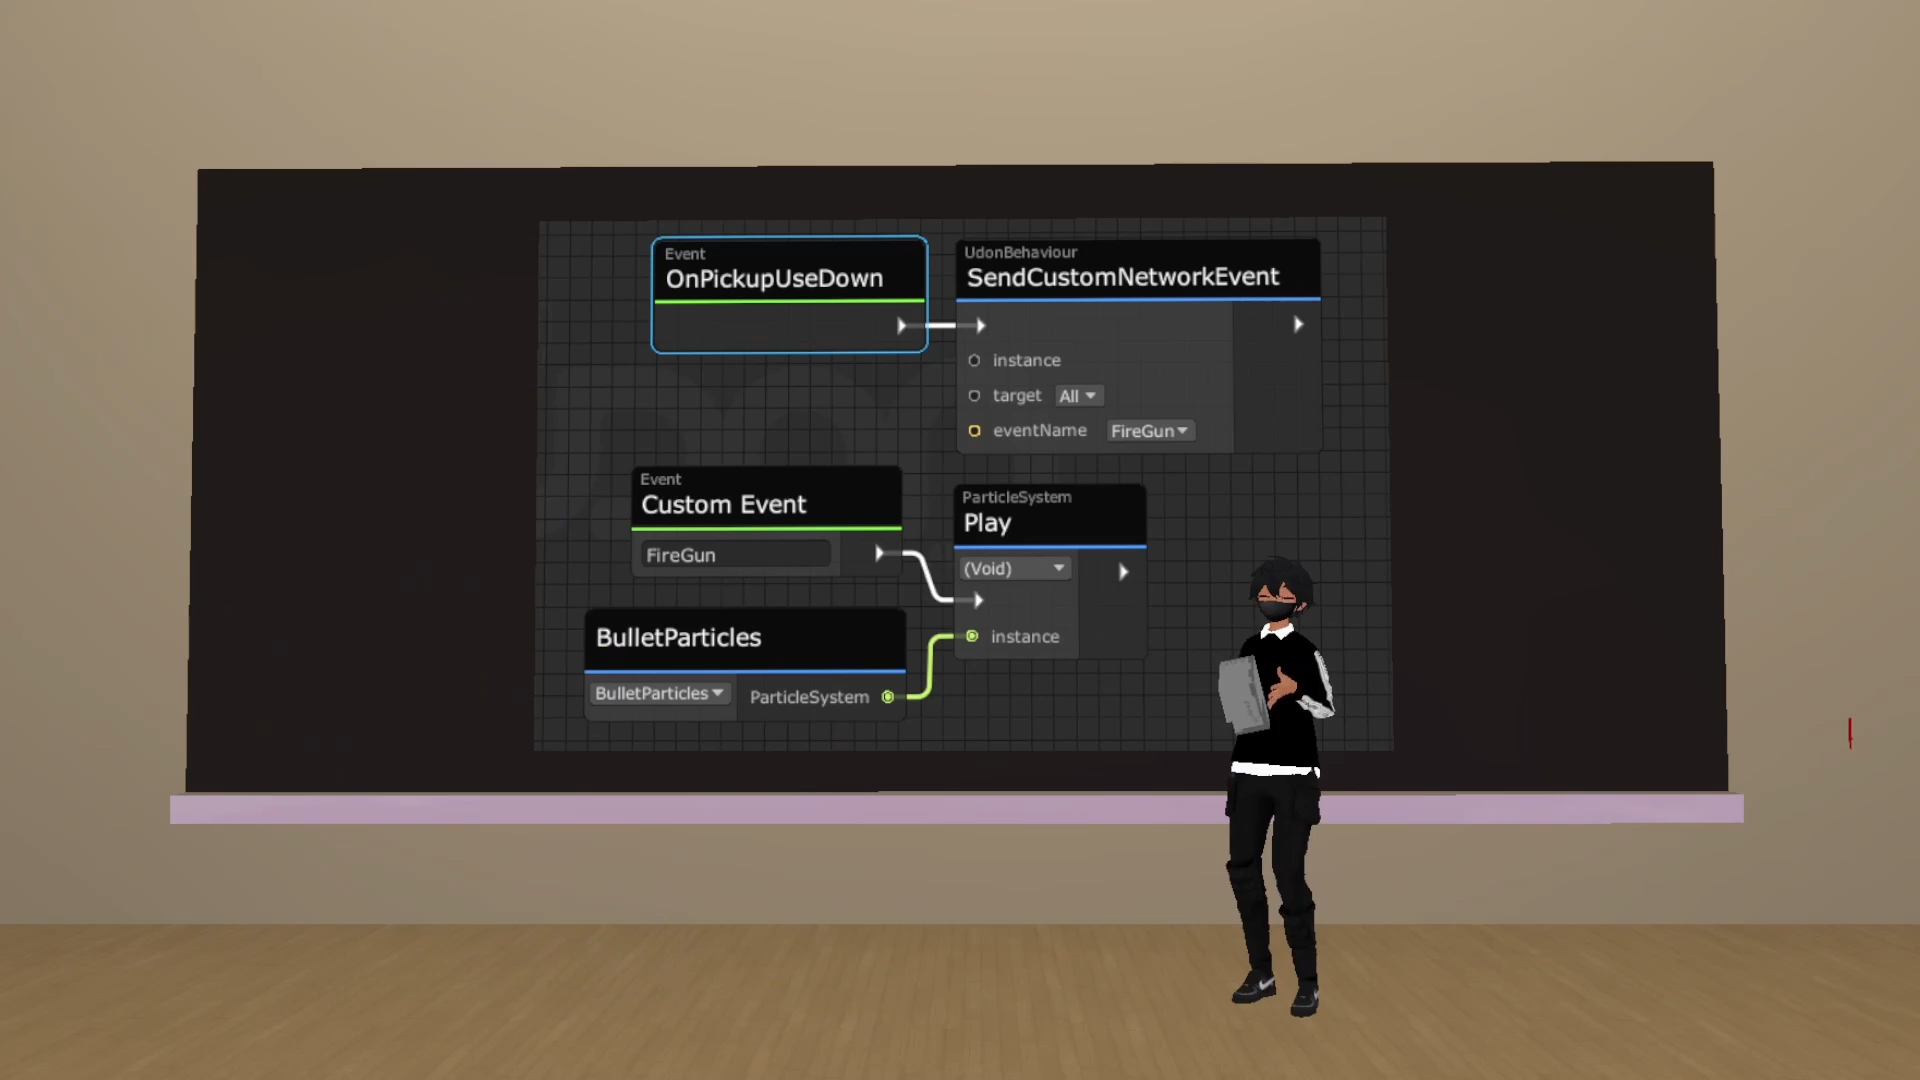 Event
OnPickupUseDown
UdonBehaviour
SendCustomNetworkEvent
instance
target All
eventName FireGun
Event
Custom Event
FireGun
ParticleSystem
Play
(Void)
instance
BulletParticles
BulletParticles ParticleSystem